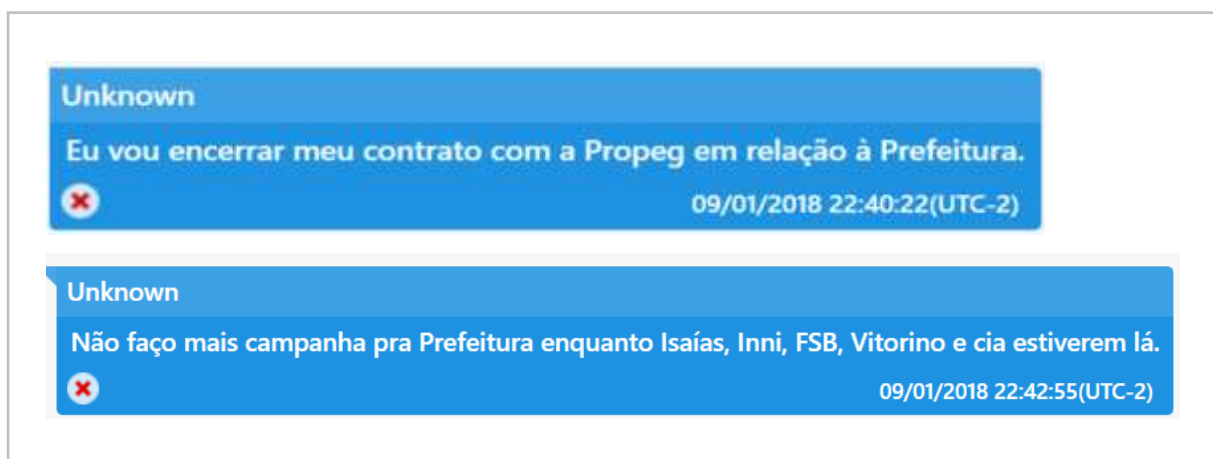 Unknown
Eu vou encerrar meu contrato com a Propeg em relação à Prefeitura.
09/01/2018 22:40:22(UTC-2)
Unknown
Não faço mais campanha pra Prefeitura enquanto Isaías, Inni, FSB, Vitorino e cia estiverem lá.
09/01/2018 22:42:55(UTC-2)